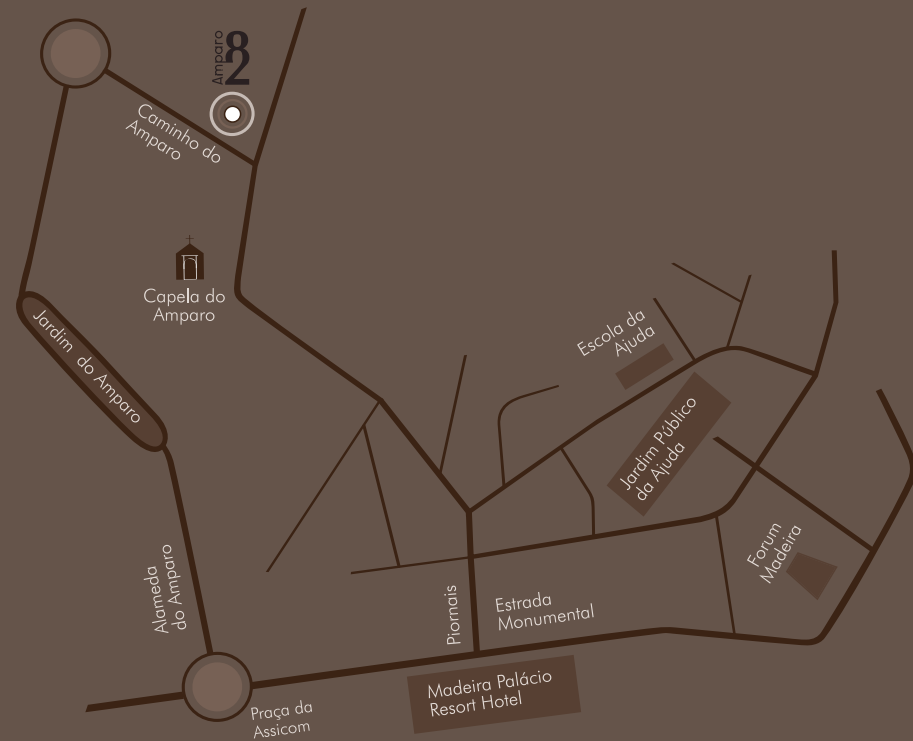 Amparo
82
Caminho do
Amparo
Capela do
Amparo
Jardim do Amparo
Escola da
Ajuda
Jardim Público
da Ajuda
Forum
Madeira
Alameda
do Amparo
Piornais
Estrada
Monumental
Madeira Palácio
Resort Hotel
Praça da
Assicom